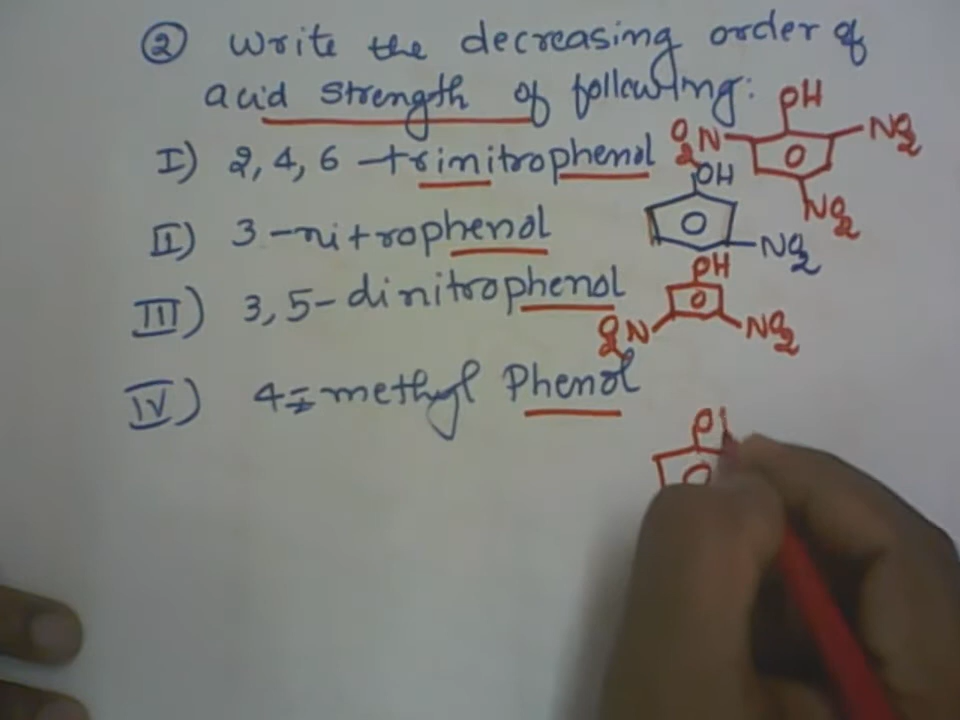 ② Write the decreasing order of
acid strength of following:
I) 2, 4, 6 - trinitrophenol
OH
O2N
NO2
NO2
II) 3-nitrophenol
OH
NO2
III) 3, 5-dinitrophenol
OH
O2N
NO2
IV) 4-methyl Phenol